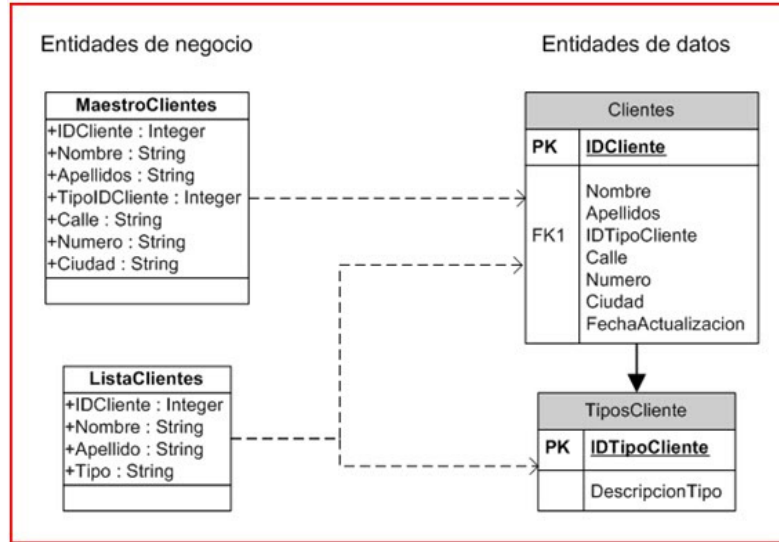 Entidades de negocio
Entidades de datos
MaestroClientes
+IDCliente : Integer
+Nombre : String
+Apellidos : String
+TipoIDCliente : Integer
+Calle : String
+Numero : String
+Ciudad : String
ListaClientes
+IDCliente : Integer
+Nombre : String
+Apellido : String
+Tipo : String
Clientes
PK IDCliente
Nombre
Apellidos
FK1 IDTipoCliente
Calle
Numero
Ciudad
FechaActualizacion
TiposCliente
PK IDTipoCliente
DescripcionTipo